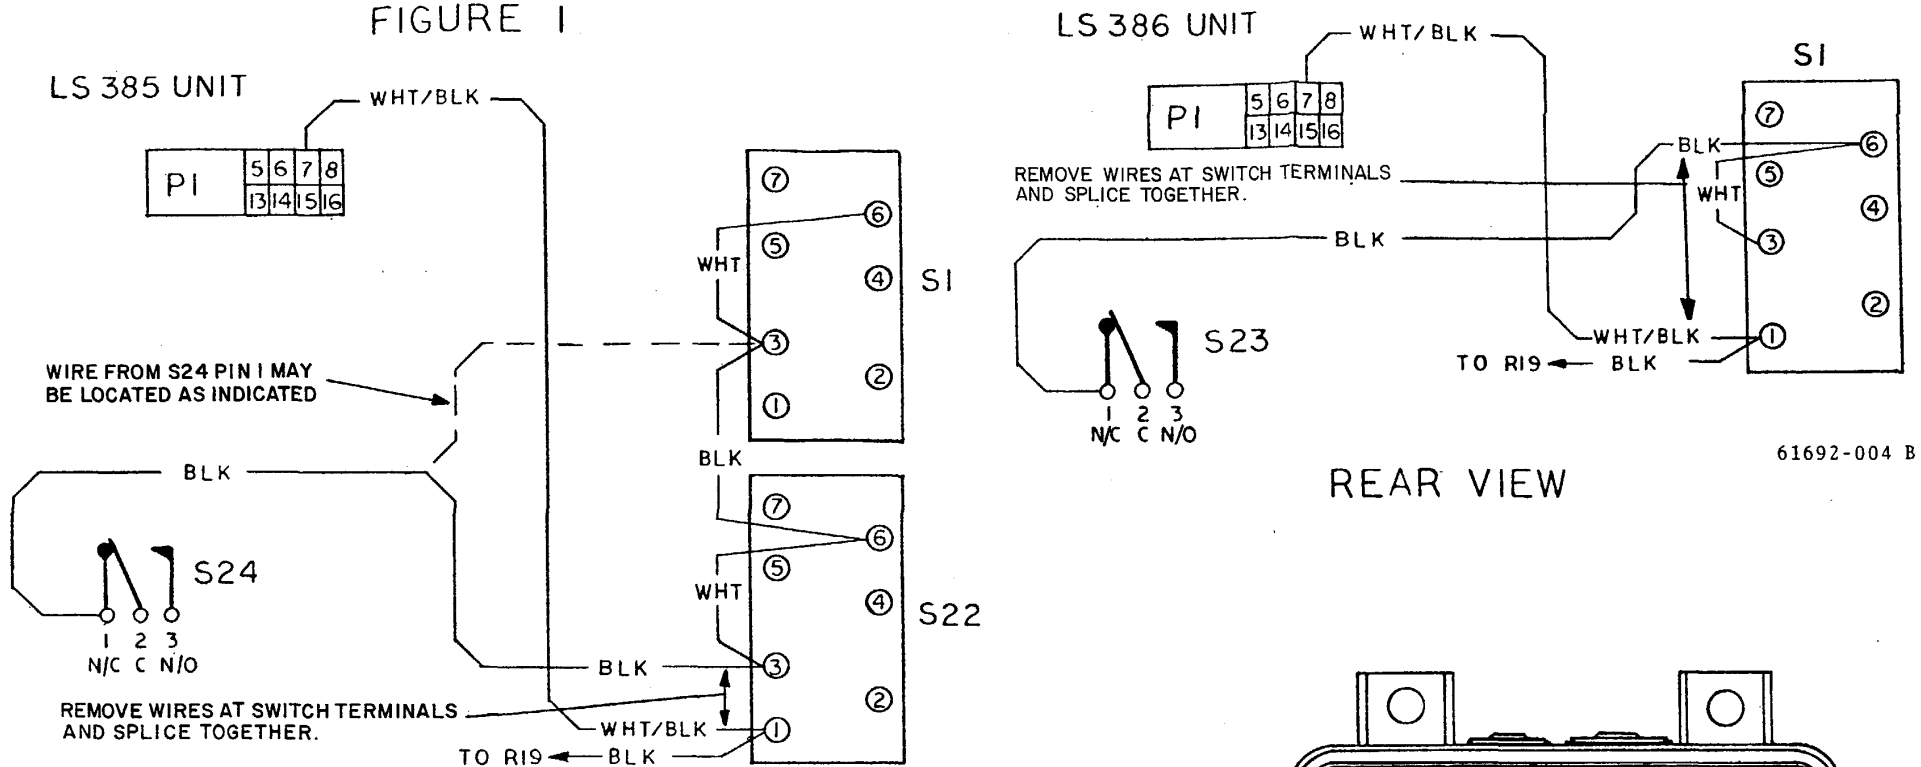 FIGURE 1
LS 385 UNIT
WHT/BLK
P1
5 6 7 8
13 14 15 16
7
6
5
WHT
4
S1
3
2
1
WIRE FROM S24 PIN 1 MAY
BE LOCATED AS INDICATED
BLK
BLK
7
6
5
WHT
4
S22
S24
1 2 3
N/C C N/O
BLK
3
2
REMOVE WIRES AT SWITCH TERMINALS
AND SPLICE TOGETHER.
WHT/BLK
1
TO R19
BLK
LS 386 UNIT
WHT/BLK
S1
P1
5 6 7 8
13 14 15 16
7
BLK
6
REMOVE WIRES AT SWITCH TERMINALS
AND SPLICE TOGETHER.
5
WHT
4
BLK
3
2
S23
WHT/BLK
1
TO R19
BLK
1 2 3
N/C C N/O
61692-004 B
REAR VIEW